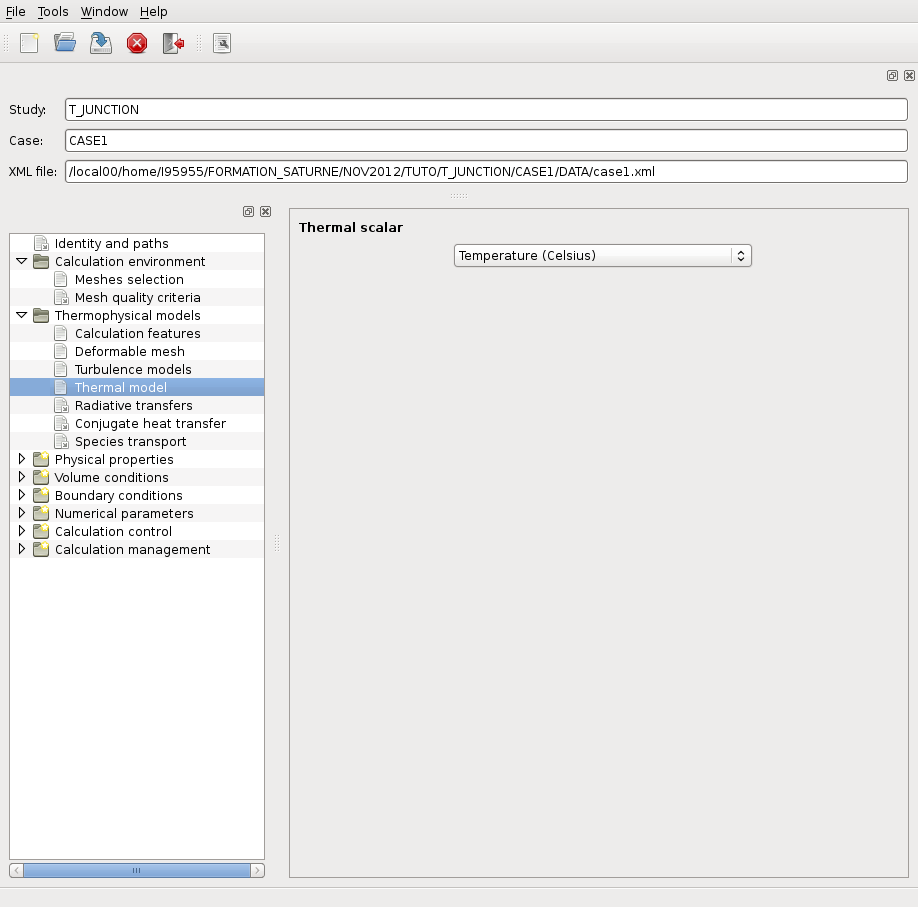 File Tools Window Help
Study: T_JUNCTION
Case: CASE1
XML file: /local00/home/I95955/FORMATION_SATURNE/NOV2012/TUTO/T_JUNCTION/CASE1/DATA/case1.xml
Identity and paths
Calculation environment
Meshes selection
Mesh quality criteria
Thermophysical models
Calculation features
Deformable mesh
Turbulence models
Thermal model
Radiative transfers
Conjugate heat transfer
Species transport
Physical properties
Volume conditions
Boundary conditions
Numerical parameters
Calculation control
Calculation management
Thermal scalar
Temperature (Celsius)